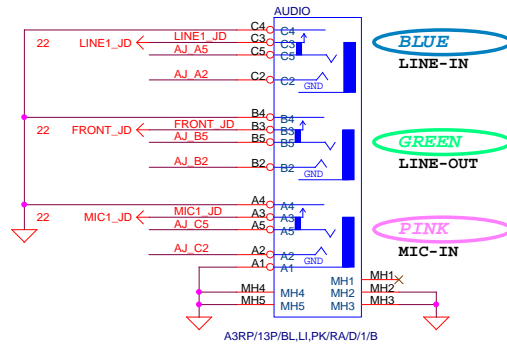 AUDIO
C4 C4
22 LINE1_JD LINE1_JD C3 C3 BLUE
AJ_A5 C5 C5 LINE-IN
AJ_A2 C2 C2
GND
B4 B4
22 FRONT_JD FRONT_JD B3 B3 GREEN
AJ_B5 B5 B5 LINE-OUT
AJ_B2 B2 B2
GND
A4 A4
22 MIC1_JD MIC1_JD A3 A3 PINK
AJ_C5 A5 A5 MIC-IN
AJ_C2 A2 A2
GND
A1 A1
MH1 MH1
MH4 MH4 MH2 MH2
MH5 MH5 MH3 MH3
A3RP/13P/BL,LI,PK/RA/D/1/B